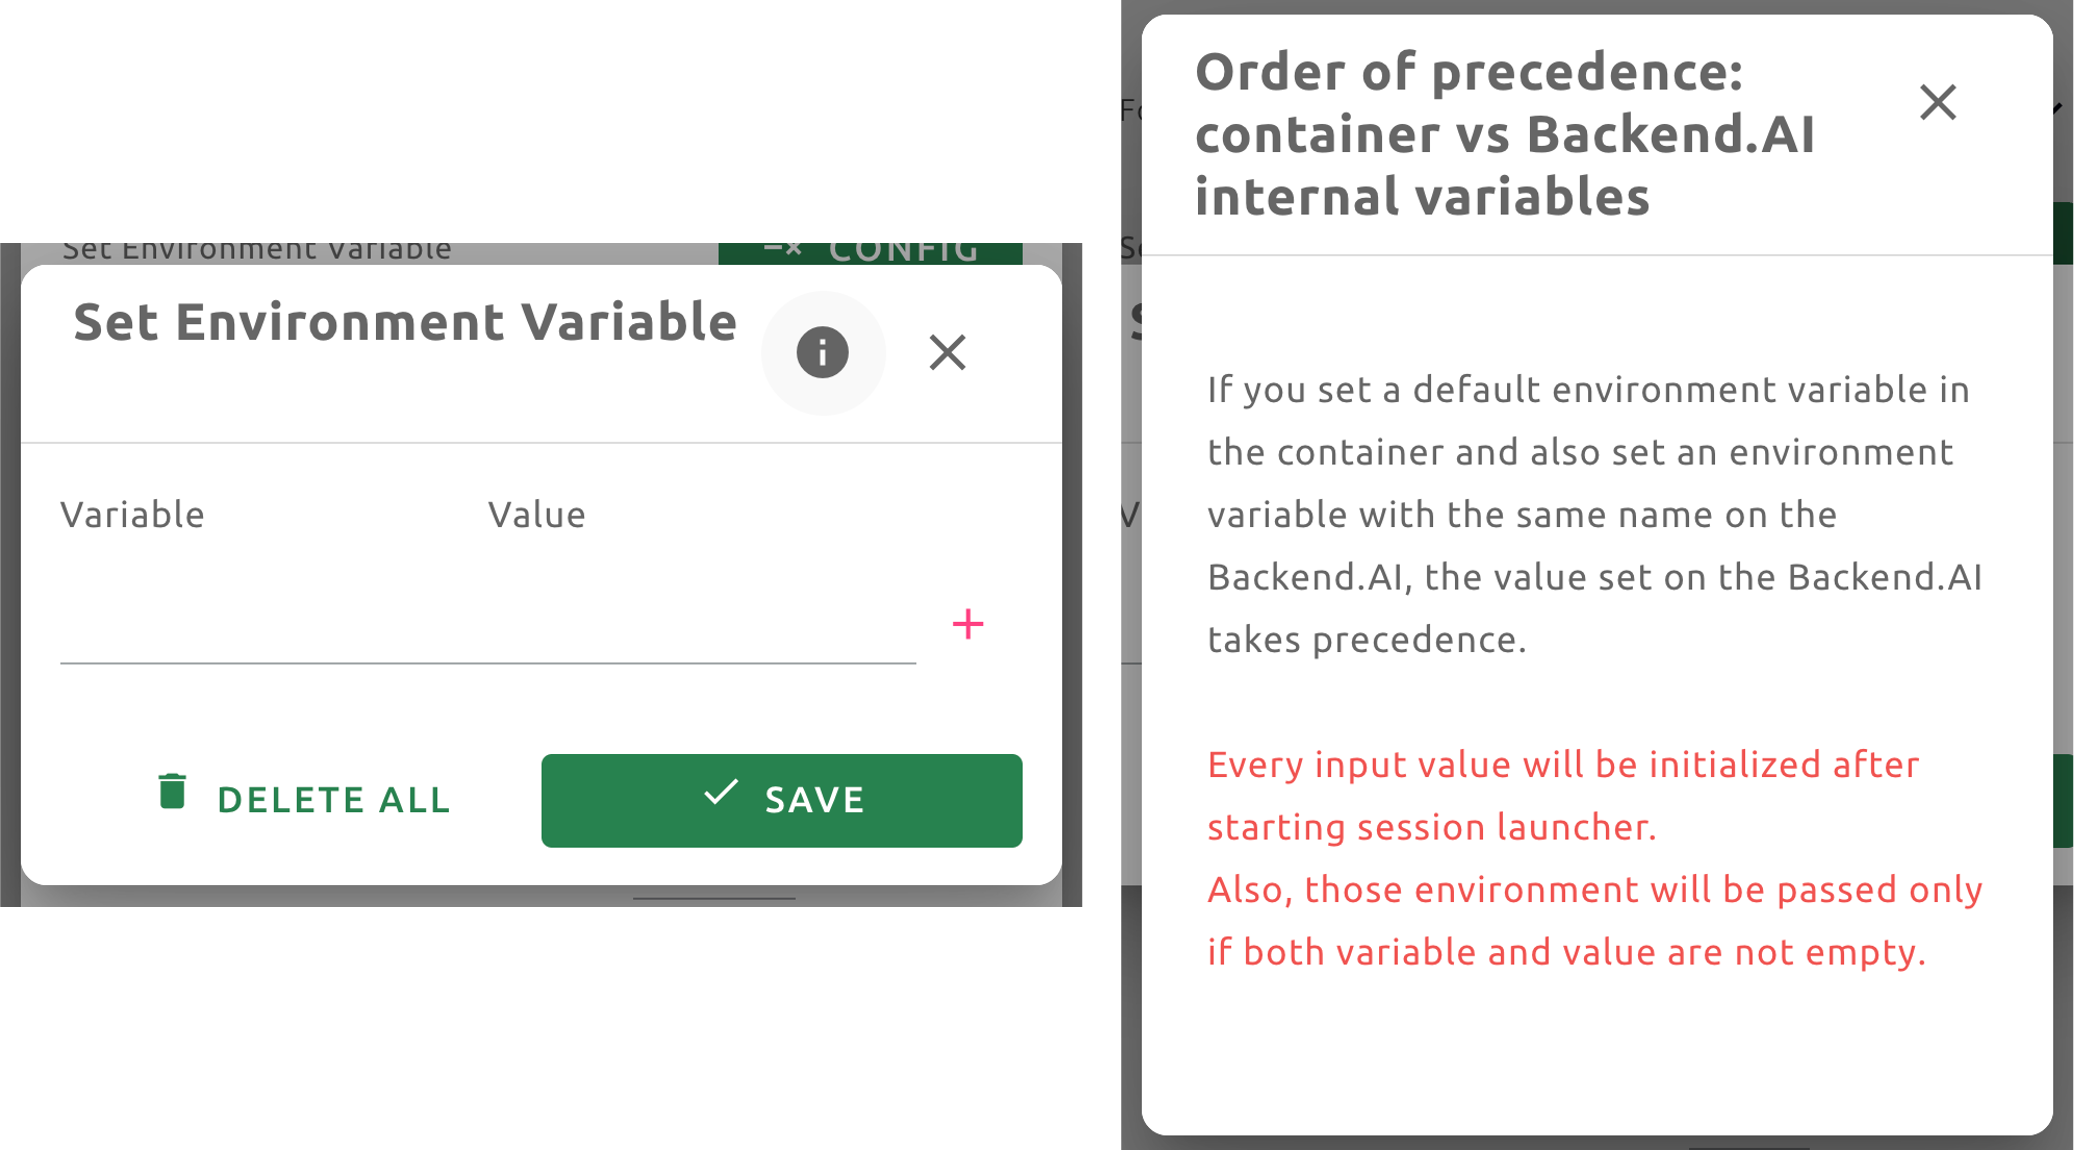 Set Environment Variable
CONFIG
Set Environment Variable
Variable Value
DELETE ALL
SAVE
Order of precedence:
container vs Backend.AI
internal variables
If you set a default environment variable in
the container and also set an environment
variable with the same name on the
Backend.AI, the value set on the Backend.AI
takes precedence.
Every input value will be initialized after
starting session launcher.
Also, those environment will be passed only
if both variable and value are not empty.